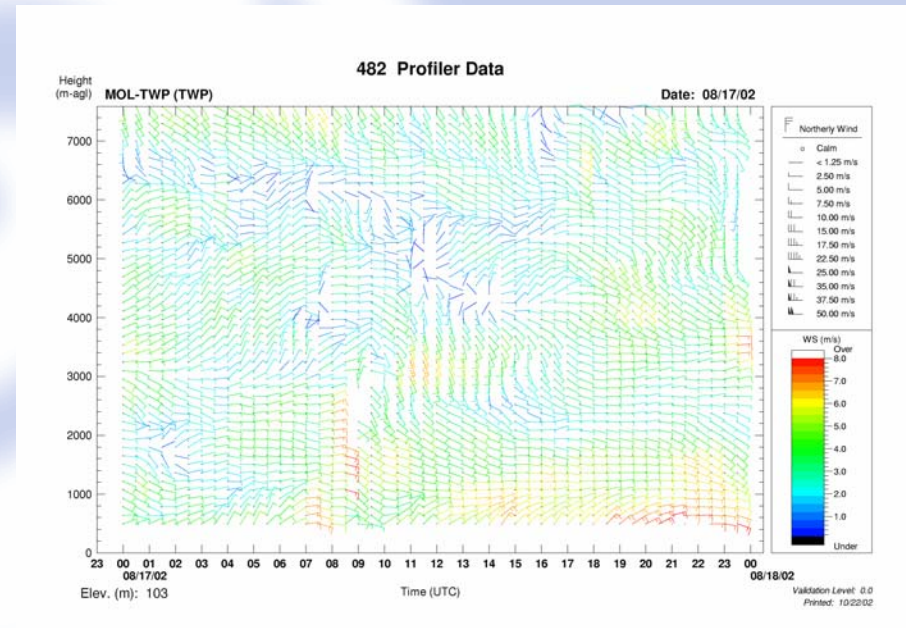 482 Profiler Data
Height
(m-agl)
MOL-TWP (TWP)
Date: 08/17/02
7000
6000
5000
4000
3000
2000
1000
0
23 00 01 02 03 04 05 06 07 08 09 10 11 12 13 14 15 16 17 18 19 20 21 22 23 00
08/17/02
08/18/02
Elev. (m): 103
Time (UTC)
Northerly Wind
Calm
< 1.25 m/s
2.50 m/s
5.00 m/s
7.50 m/s
10.00 m/s
15.00 m/s
17.50 m/s
22.50 m/s
25.00 m/s
35.00 m/s
37.50 m/s
50.00 m/s
WS (m/s)
Over
8.0
7.0
6.0
5.0
4.0
3.0
2.0
1.0
Under
Validation Level: 0.0
Printed: 10/22/02